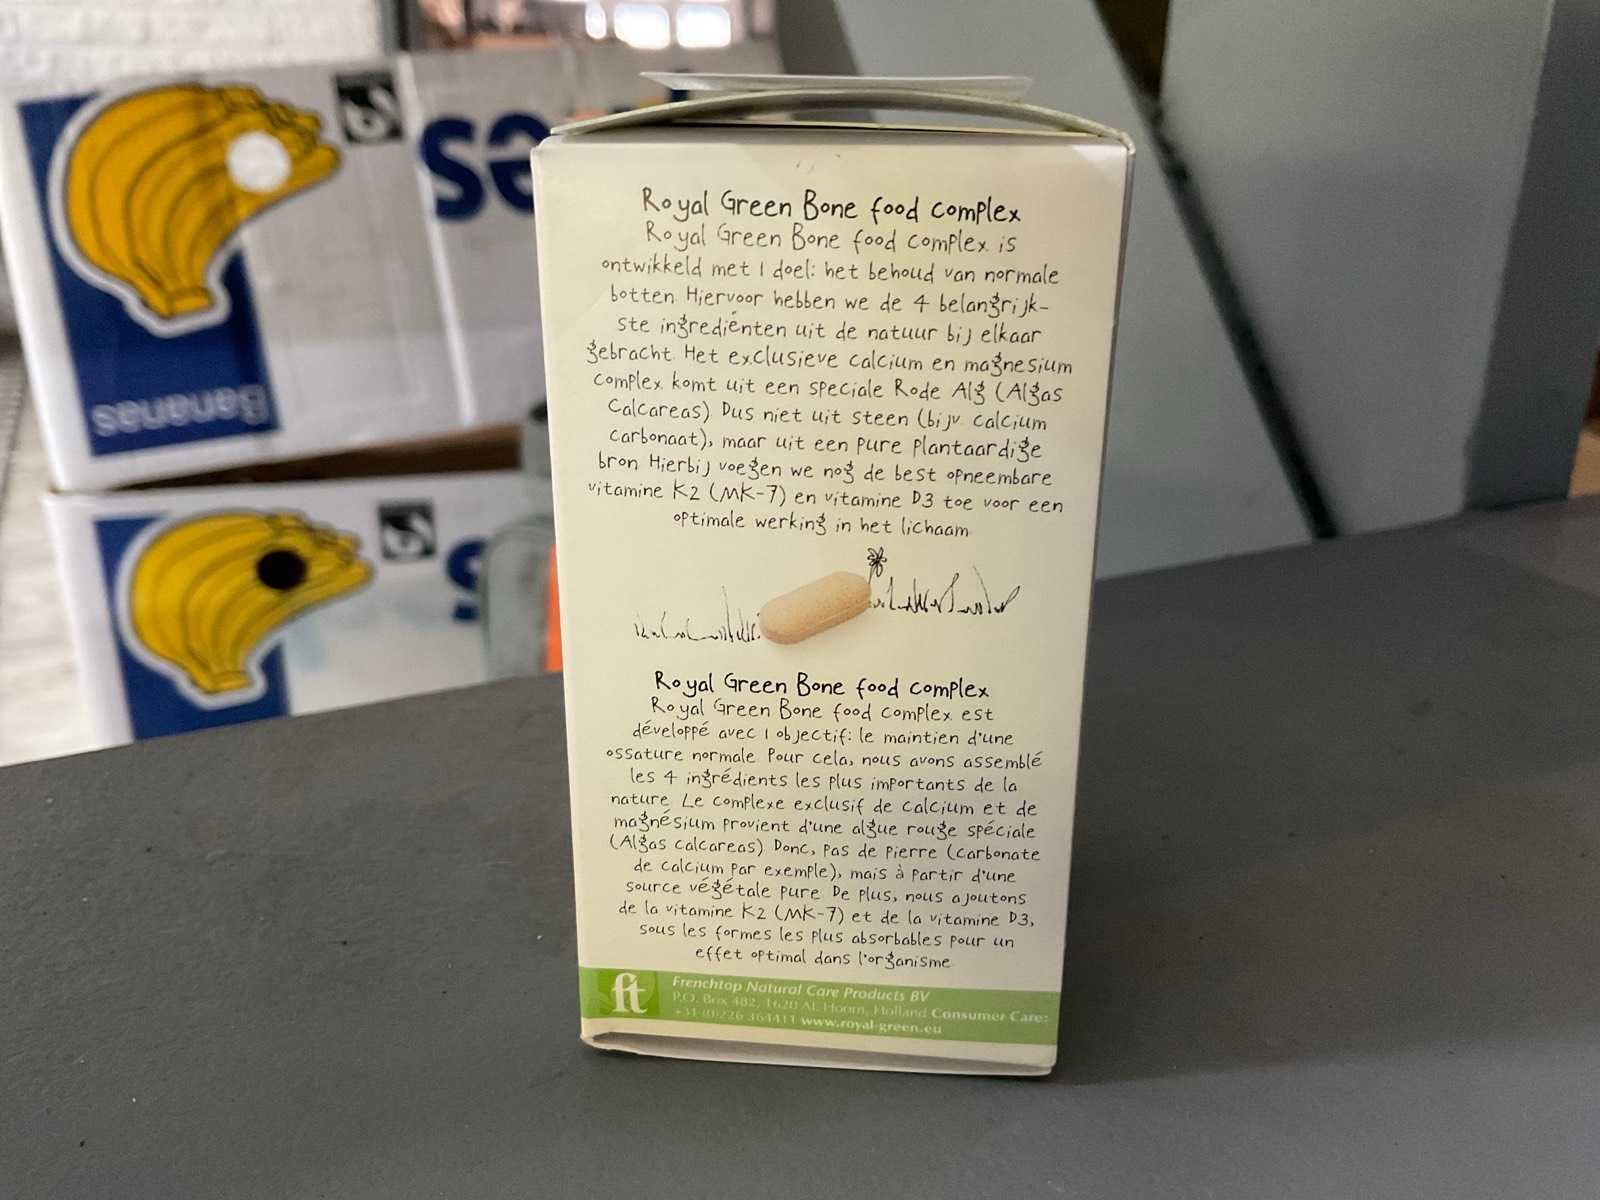 Bananas
Royal Green Bone food complex
Royal Green Bone food complex is
ontwikkeld met 1 doel: het behoud van normale
botten. Hiervoor hebben we de 4 belangrijk-
ste ingrediënten uit de natuur bij elkaar
gebracht. Het exclusieve calcium en magnesium
complex komt uit een speciale Rode Alg (Algas
Calcareas). Dus niet uit steen (bijv. calcium
carbonaat), maar uit een pure plantaardige
bron. Hierbij voegen we nog de best opneembare
vitamine K2 (MK-7) en vitamine D3 toe voor een
optimale werking in het lichaam.
Royal Green Bone food complex
Royal Green Bone food complex est
développé avec 1 objectif: le maintien d'une
ossature normale. Pour cela, nous avons assemblé
les 4 ingrédients les plus importants de la
nature. Le complexe exclusif de calcium et de
magnésium provient d'une algue rouge spéciale
(Algas calcareas). Donc, pas de pierre (carbonate
de calcium par exemple), mais à partir d'une
source végétale pure. De plus, nous ajoutons
de la vitamine K2 (MK-7) et de la vitamine D3,
sous les formes les plus absorbables pour un
effet optimal dans l'organisme.
ft
Frenchtop Natural Care Products BV
P.O. Box 482, 1620 AL Hoorn, Holland Consumer Care:
+31 (0)226 364411 www.royal-green.eu